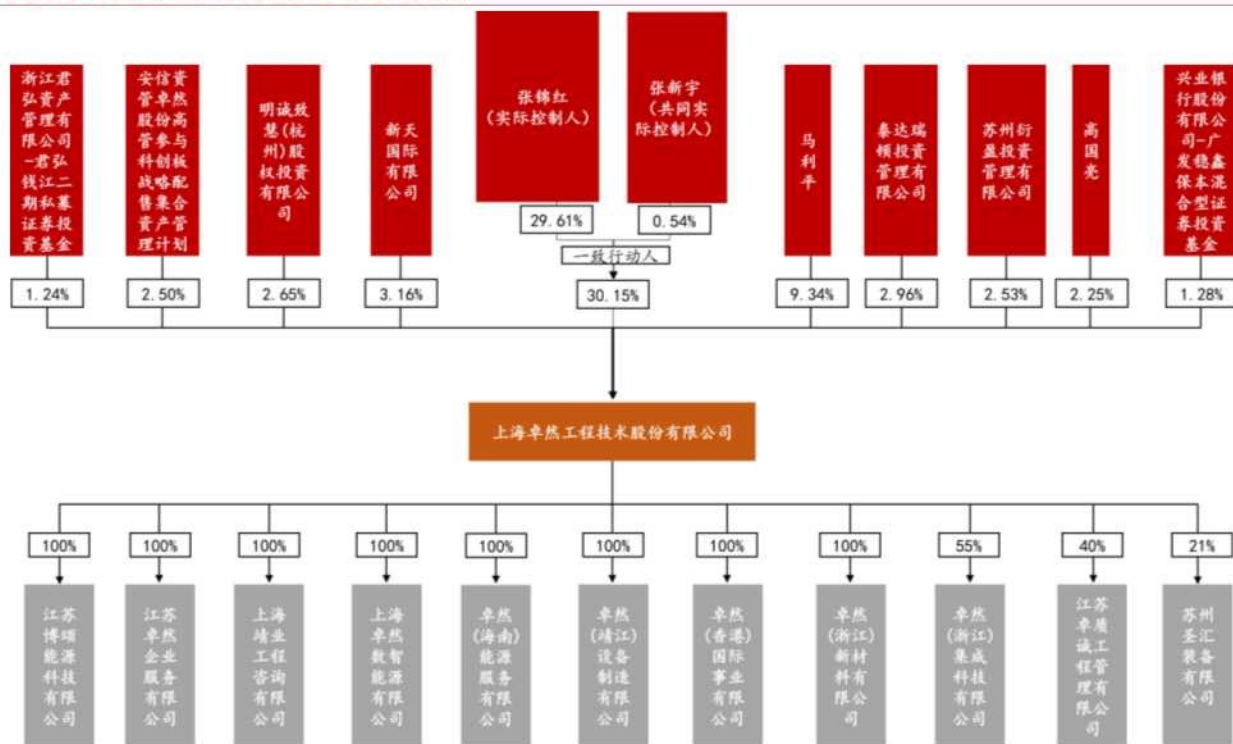 浙江君
弘资产
管理有
限公司
-君弘
钱江二
期私募
证券投
资基金
安信资
管卓然
股份高
管参与
科创板
战略配
售集合
资产管
理计划
明诚致
慧(杭
州)股
权投资
有限公
司
新天
国际
有限
公司
张锦红
(实际控制人)
张新宇
(共同实
际控制人)
马
利
平
泰达瑞
顿投资
管理有
限公司
苏州衍
盈投资
管理有
限公司
高
国
亮
兴业银
行股份
有限公
司-广
发稳鑫
保本混
合型证
券投资
基金
29.61%
0.54%
一致行动人
1.24%
2.50%
2.65%
3.16%
30.15%
9.34%
2.96%
2.53%
2.25%
1.28%
上海卓然工程技术股份有限公司
100%
100%
100%
100%
100%
100%
100%
100%
55%
40%
21%
江苏
博颂
能源
科技
有限
公司
江苏
卓然
企业
服务
有限
公司
上海
靖业
工程
咨询
有限
公司
上海
卓然
数智
能源
有限
公司
卓然
(海南)
能源
服务
有限
公司
卓然
(靖江)
设备
制造
有限
公司
卓然
(香港)
国际
事业
有限
公司
卓然
(浙江)
新材
料有
限公
司
卓然
(浙江)
集成
科技
有限
公司
江苏
卓质
诚工
程管
理有
限公
司
苏州
圣汇
装备
有限
公司